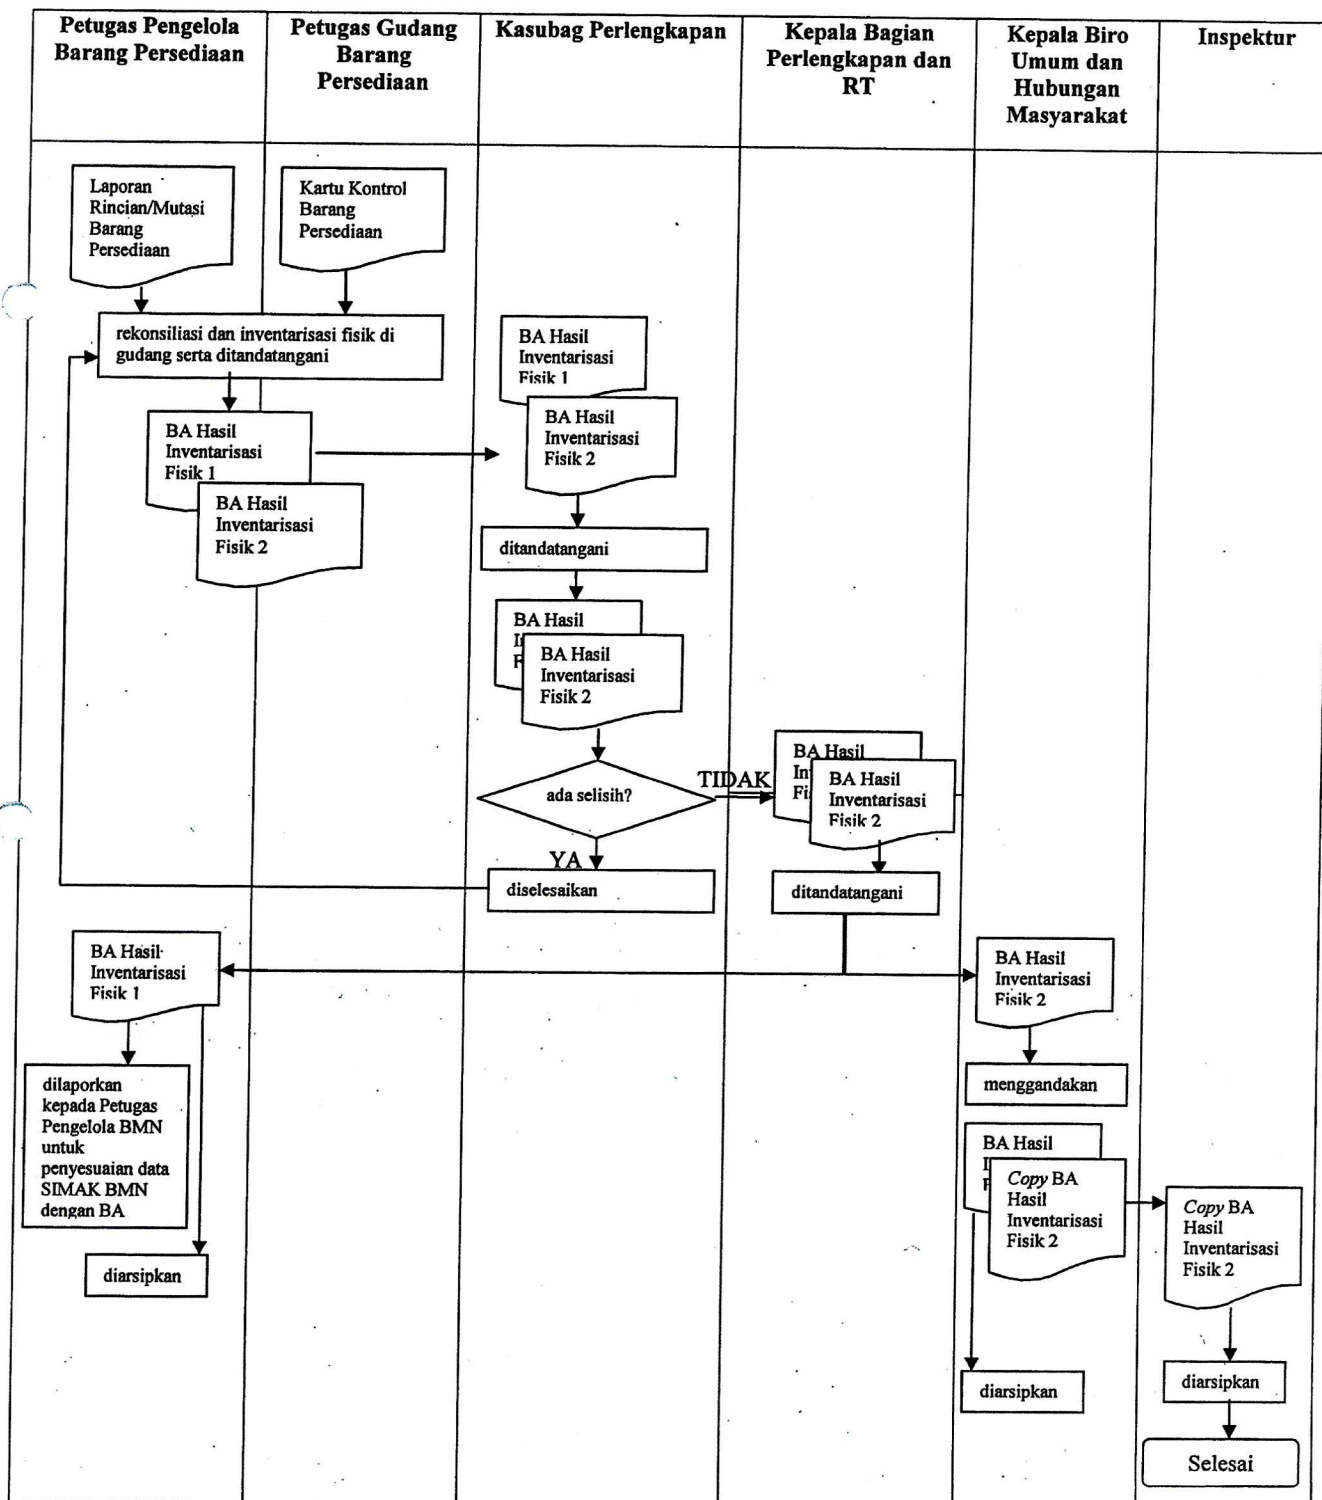 Petugas Pengelola
Barang Persediaan
Petugas Gudang
Barang
Persediaan
Kasubag Perlengkapan
Kepala Bagian
Perlengkapan dan
RT
Kepala Biro
Umum dan
Hubungan
Masyarakat
Inspektur
Laporan
Rincian/Mutasi
Barang
Persediaan
Kartu Kontrol
Barang
Persediaan
rekonsiliasi dan inventarisasi fisik di
gudang serta ditandatangani
BA Hasil
Inventarisasi
Fisik 1
BA Hasil
Inventarisasi
Fisik 2
BA Hasil
Inventarisasi
Fisik 1
BA Hasil
Inventarisasi
Fisik 2
ditandatangani
BA Hasil
BA Hasil
Inventarisasi
Fisik 2
ada selisih?
TIDAK
YA
diselesaikan
BA Hasil
BA Hasil
Inventarisasi
Fisik 2
ditandatangani
BA Hasil
Inventarisasi
Fisik 1
dilaporkan
kepada Petugas
Pengelola BMN
untuk
penyesuaian data
SIMAK BMN
dengan BA
diarsipkan
BA Hasil
Inventarisasi
Fisik 2
menggandakan
BA Hasil
Copy BA
Hasil
Inventarisasi
Fisik 2
diarsipkan
Copy BA
Hasil
Inventarisasi
Fisik 2
diarsipkan
Selesai